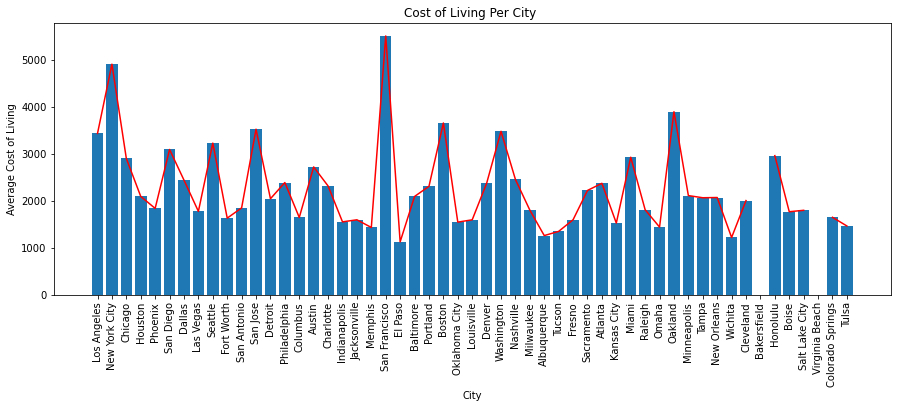 Cost of Living Per City
Average Cost of Living
5000
4000
3000
2000
1000
0
Los Angeles
New York City
Chicago
Houston
Phoenix
San Diego
Dallas
Las Vegas
Seattle
Fort Worth
San Antonio
San Jose
Detroit
Philadelphia
Columbus
Austin
Charlotte
Indianapolis
Jacksonville
Memphis
San Francisco
El Paso
Baltimore
Portland
Boston
Oklahoma City
Louisville
Denver
Washington
Nashville
Milwaukee
Albuquerque
Tucson
Fresno
Sacramento
Atlanta
Kansas City
Miami
Raleigh
Omaha
Oakland
Minneapolis
Tampa
New Orleans
Wichita
Cleveland
Bakersfield
Honolulu
Boise
Salt Lake City
Virginia Beach
Colorado Springs
Tulsa
City